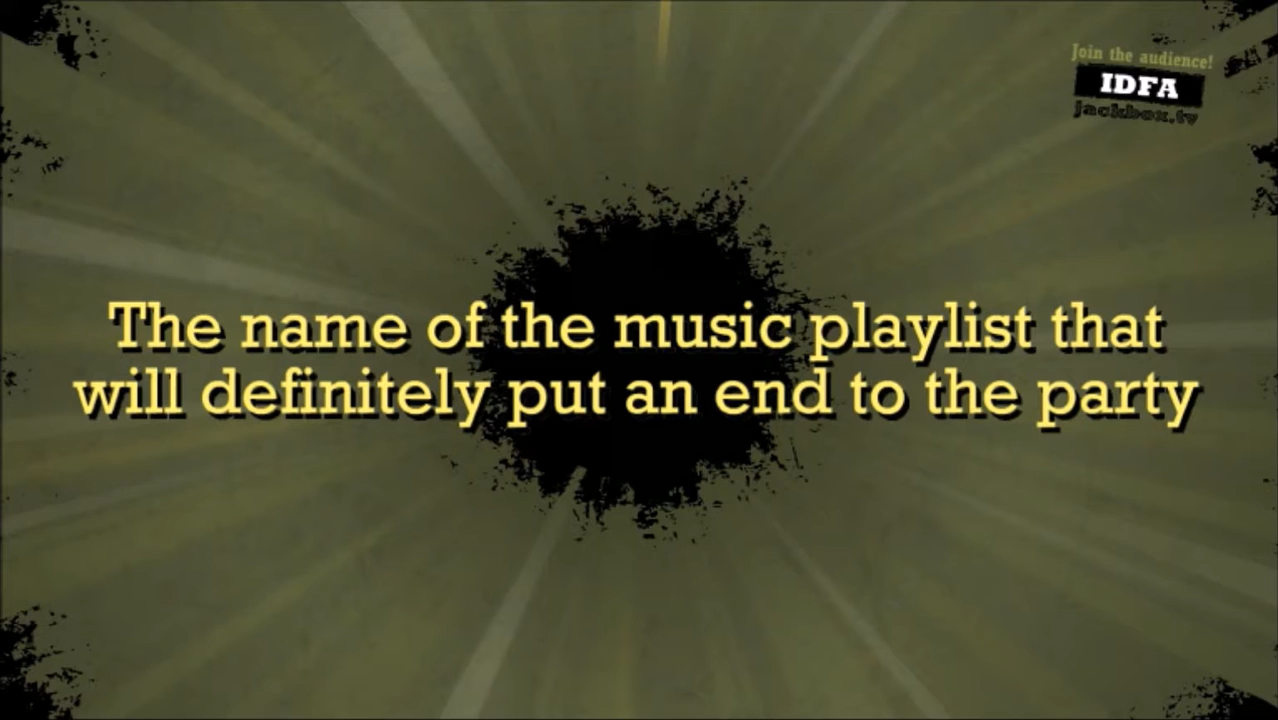 Join the audience!
IDFA
jackbox.tv
The name of the music playlist that
will definitely put an end to the party